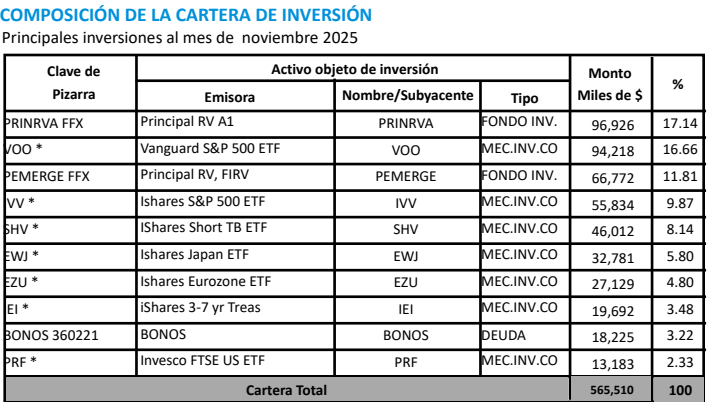 COMPOSICIÓN DE LA CARTERA DE INVERSIÓN
Principales inversiones al mes de noviembre 2025
Clave de Pizarra Activo objeto de inversión Monto Miles de $ %
Emisora Nombre/Subyacente Tipo
PRINRVA FFX Principal RV A1 PRINRVA FONDO INV. 96,926 17.14
VOO * Vanguard S&P 500 ETF VOO MEC.INV.CO 94,218 16.66
PEMERGE FFX Principal RV, FIRV PEMERGE FONDO INV. 66,772 11.81
IVV * Ishares S&P 500 ETF IVV MEC.INV.CO 55,834 9.87
SHV * IShares Short TB ETF SHV MEC.INV.CO 46,012 8.14
EWJ * Ishares Japan ETF EWJ MEC.INV.CO 32,781 5.80
EZU * Ishares Eurozone ETF EZU MEC.INV.CO 27,129 4.80
IEI * iShares 3-7 yr Treas IEI MEC.INV.CO 19,692 3.48
BONOS 360221 BONOS BONOS DEUDA 18,225 3.22
PRF * Invesco FTSE US ETF PRF MEC.INV.CO 13,183 2.33
Cartera Total 565,510 100